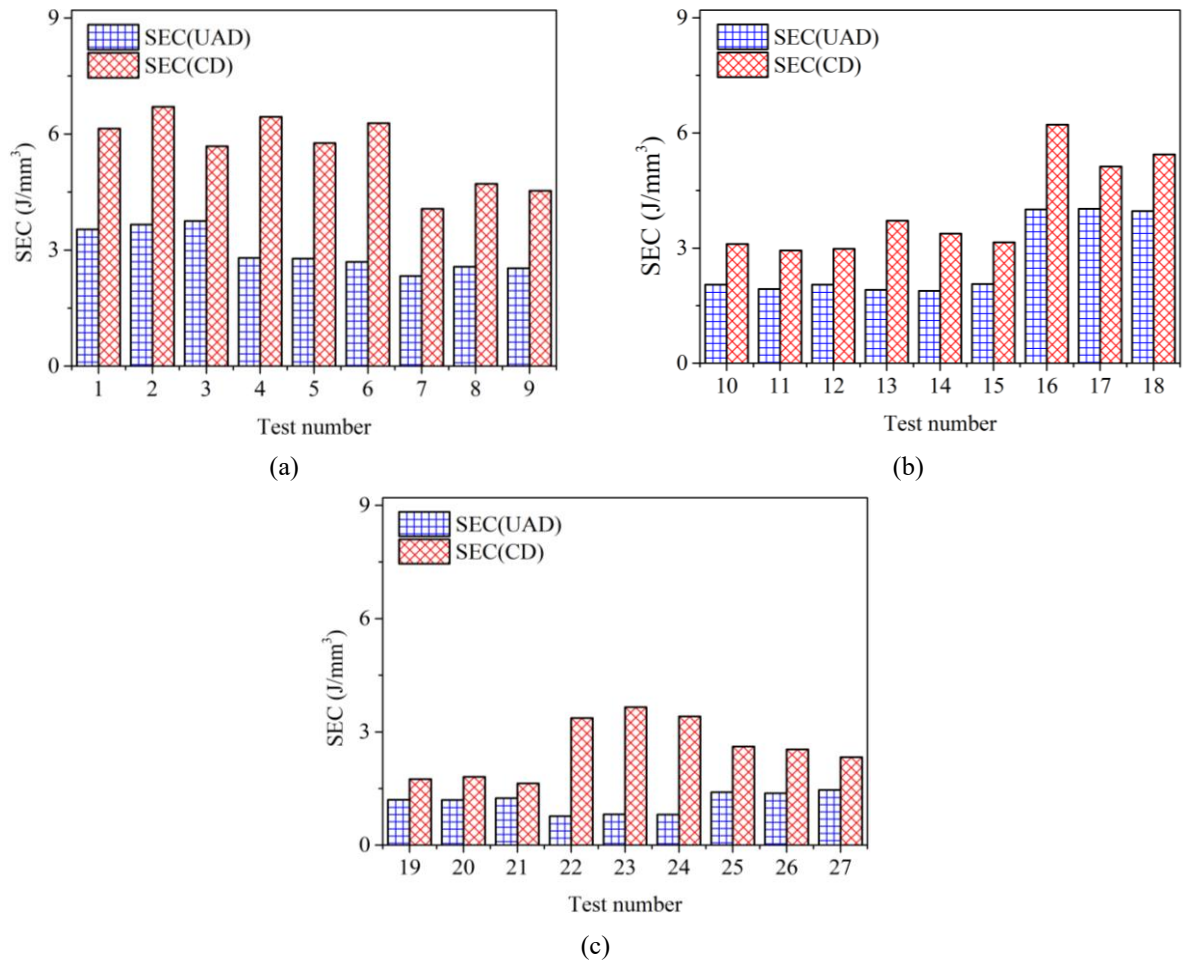 9
6
3
0
SEC (J/mm³)
SEC(UAD)
SEC(CD)
1 2 3 4 5 6 7 8 9
Test number
(a)
9
6
3
0
SEC (J/mm³)
SEC(UAD)
SEC(CD)
10 11 12 13 14 15 16 17 18
Test number
(b)
9
6
3
0
SEC (J/mm³)
SEC(UAD)
SEC(CD)
19 20 21 22 23 24 25 26 27
Test number
(c)